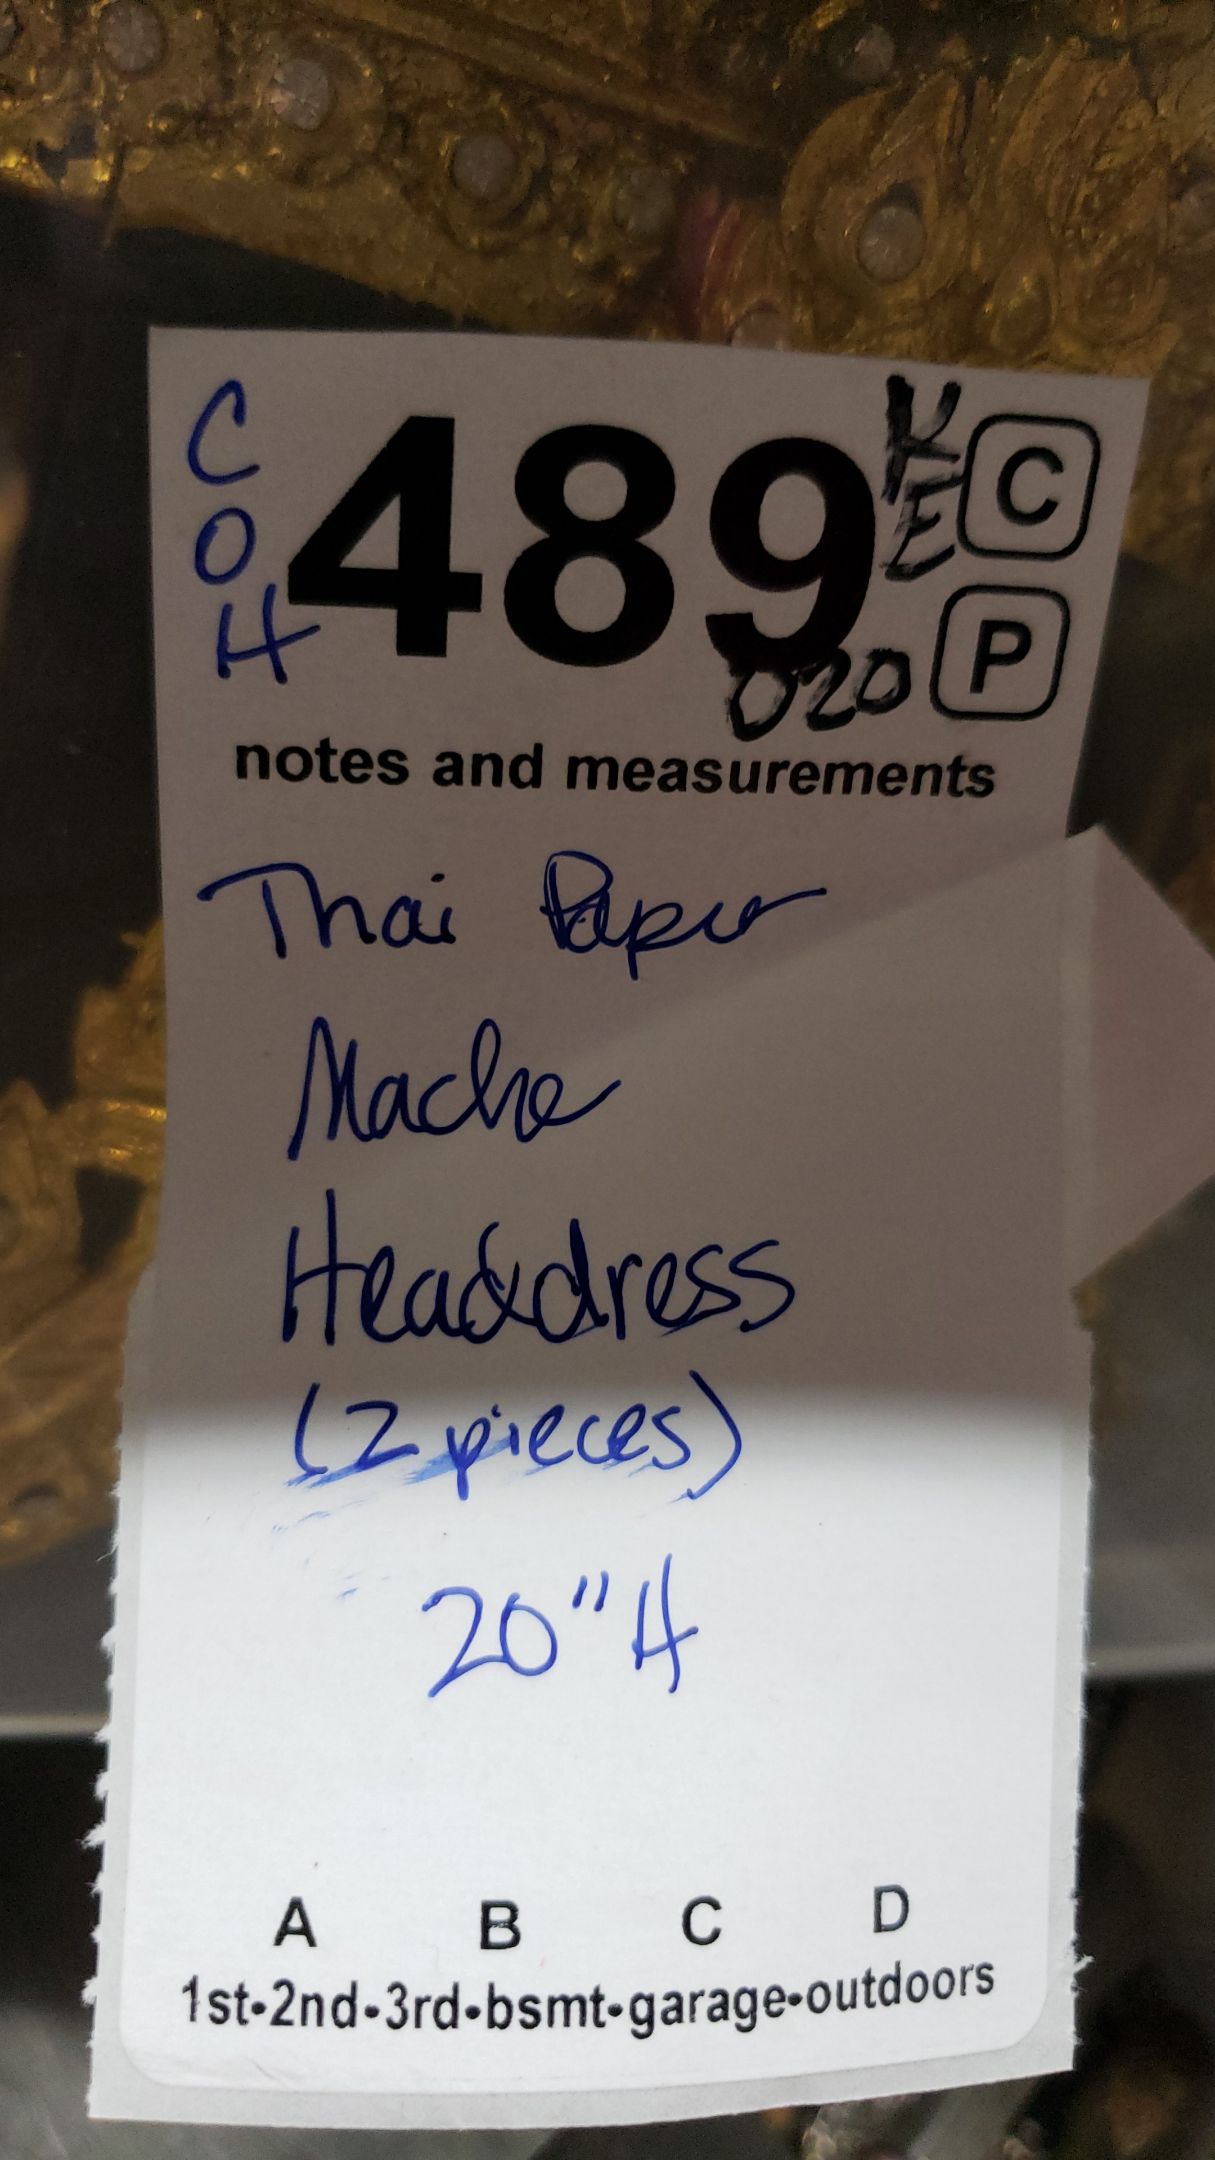 COH 489 KE C
020 P
notes and measurements
Thai Paper
Mache
Headdress
(2 pieces)
20" H
A B C D
1st•2nd•3rd•bsmt•garage•outdoors